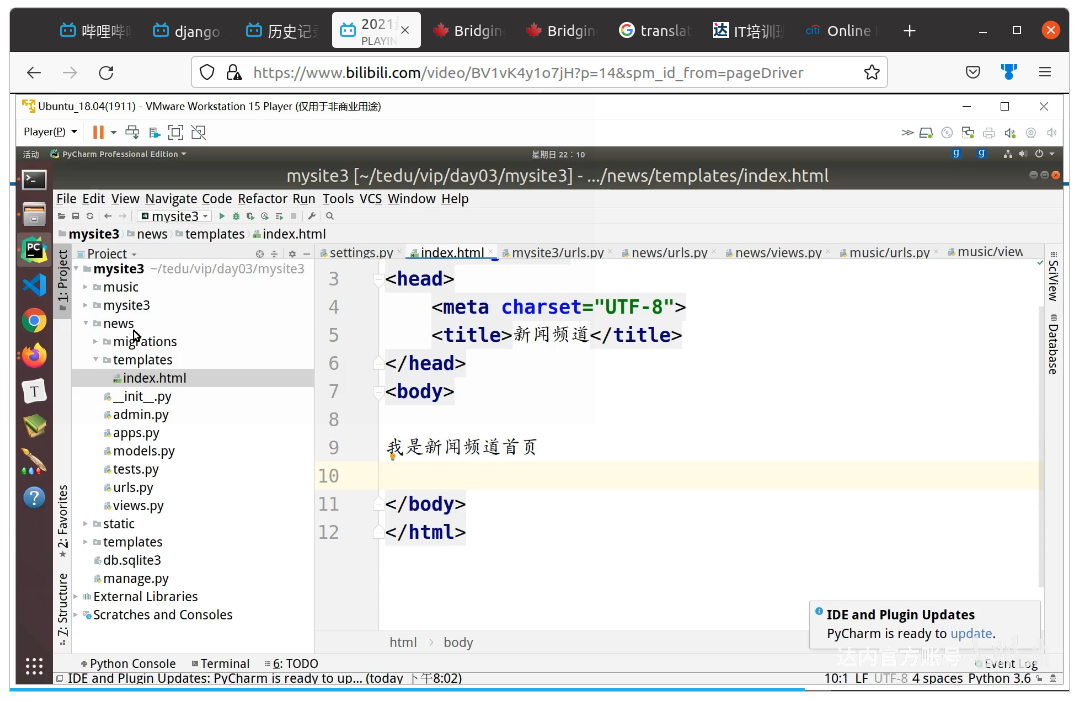 哔哩哔
django
历史记
2021
PLAYIN
Bridgin
Bridgin
translat
达 IT培训
citi Online
https://www.bilibili.com/video/BV1vK4y1o7jH?p=14&spm_id_from=pageDriver
Ubuntu_18.04(1911) - VMware Workstation 15 Player (仅用于非商业用途)
Player(P)
活动 PyCharm Professional Edition 星期日 22:10
mysite3 [~/tedu/vip/day03/mysite3] - .../news/templates/index.html
File Edit View Navigate Code Refactor Run Tools VCS Window Help
mysite3
mysite3 news templates index.html
Project
settings.py index.html mysite3/urls.py news/urls.py news/views.py music/urls.py music/view
1: Project
mysite3 ~/tedu/vip/day03/mysite3
music
mysite3
news
migrations
templates
index.html
__init__.py
admin.py
apps.py
models.py
tests.py
urls.py
views.py
static
templates
db.sqlite3
manage.py
External Libraries
Scratches and Consoles
2: Favorites
Z: Structure
3 <head>
4 <meta charset="UTF-8">
5 <title>新闻频道</title>
6 </head>
7 <body>
8
9 我是新闻频道首页
10
11 </body>
12 </html>
SciView
Database
IDE and Plugin Updates
PyCharm is ready to update.
html body
达内官方账号
Python Console Terminal 6: TODO Event Log
IDE and Plugin Updates: PyCharm is ready to up... (today 下午8:02) 10:1 LF UTF-8 4 spaces Python 3.6